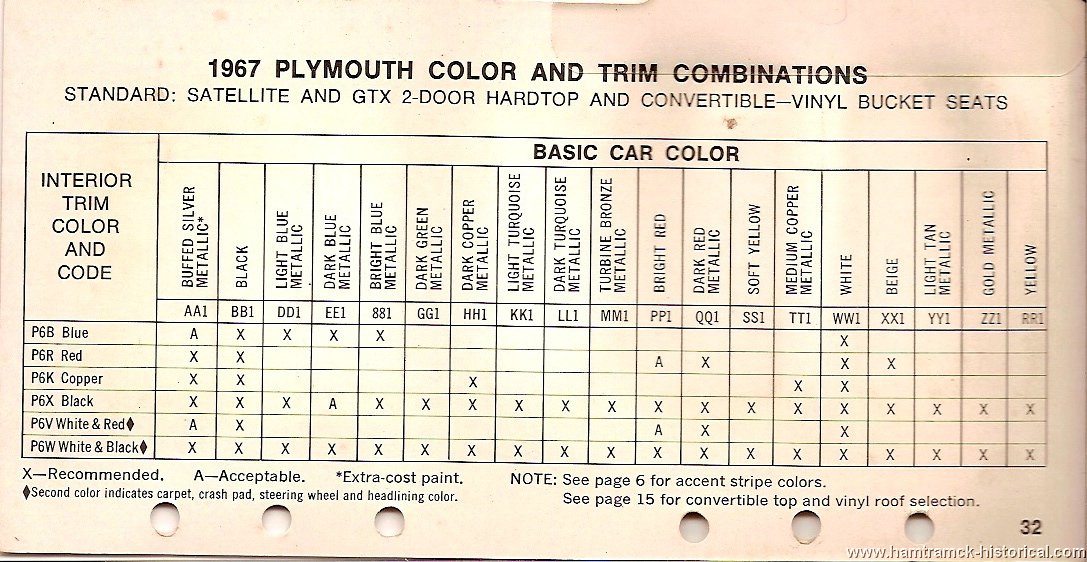 1967 PLYMOUTH COLOR AND TRIM COMBINATIONS
STANDARD: SATELLITE AND GTX 2-DOOR HARDTOP AND CONVERTIBLE—VINYL BUCKET SEATS
INTERIOR
TRIM
COLOR
AND
CODE
BASIC CAR COLOR
BUFFED SILVER
METALLIC*
BLACK
LIGHT BLUE
METALLIC
DARK BLUE
METALLIC
BRIGHT BLUE
METALLIC
DARK GREEN
METALLIC
DARK COPPER
METALLIC
LIGHT TURQUOISE
METALLIC
DARK TURQUOISE
METALLIC
TURBINE BRONZE
METALLIC
BRIGHT RED
DARK RED
METALLIC
SOFT YELLOW
MEDIUM COPPER
METALLIC
WHITE
BEIGE
LIGHT TAN
METALLIC
GOLD METALLIC
YELLOW
AA1 BB1 DD1 EE1 881 GG1 HH1 KK1 LL1 MM1 PP1 QQ1 SS1 TT1 WW1 XX1 YY1 ZZ1 RR1
P6B Blue A X X X X X
P6R Red X X A X X X
P6K Copper X X X X X
P6X Black X X X A X X X X X X X X X X X X X X X
P6V White & Red♦ A X A X X
P6W White & Black♦ X X X X X X X X X X X X X X X X X X X
X—Recommended. A—Acceptable. *Extra-cost paint. NOTE: See page 6 for accent stripe colors.
♦Second color indicates carpet, crash pad, steering wheel and headlining color. See page 15 for convertible top and vinyl roof selection.
32
www.hamtramck-historical.com